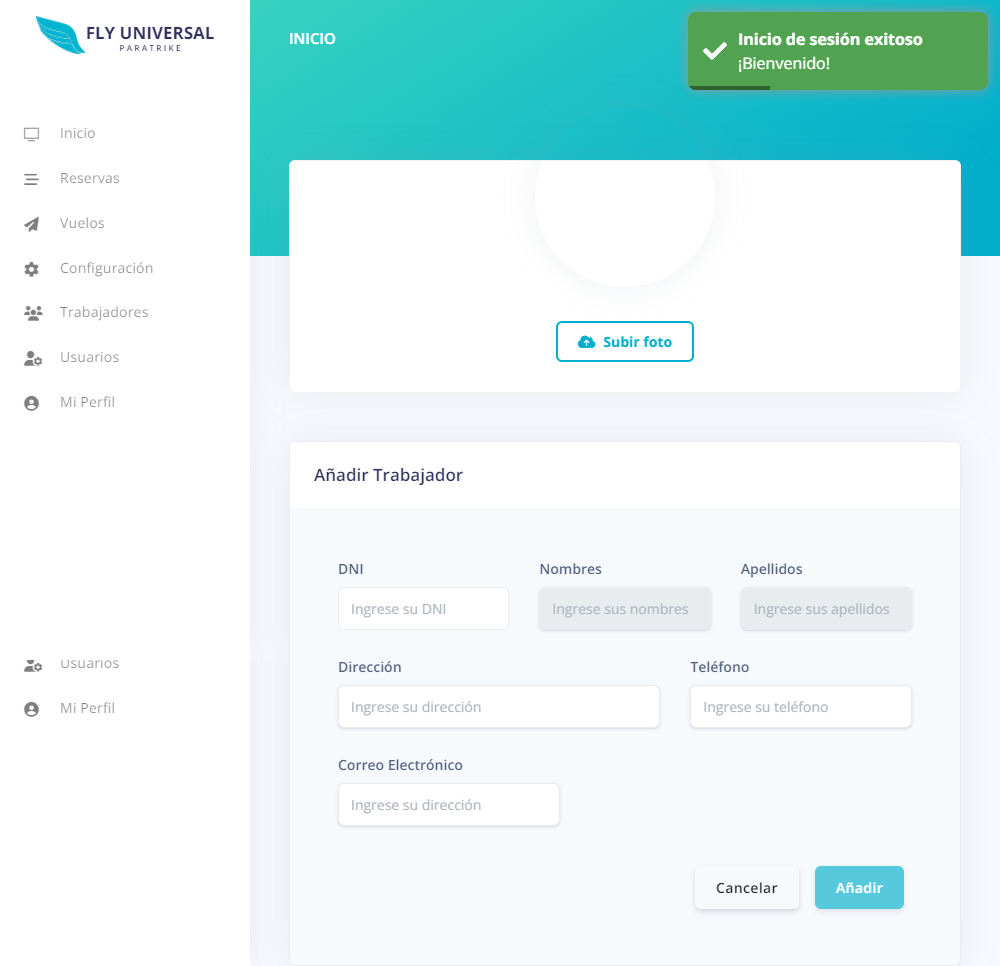 FLY UNIVERSAL
PARATRIKE
Inicio
Reservas
Vuelos
Configuración
Trabajadores
Usuarios
Mi Perfil
Usuarios
Mi Perfil
INICIO
Inicio de sesión exitoso
¡Bienvenido!
Subir foto
Añadir Trabajador
DNI
Nombres
Apellidos
Ingrese su DNI
Ingrese sus nombres
Ingrese sus apellidos
Dirección
Teléfono
Ingrese su dirección
Ingrese su teléfono
Correo Electrónico
Ingrese su dirección
Cancelar
Añadir